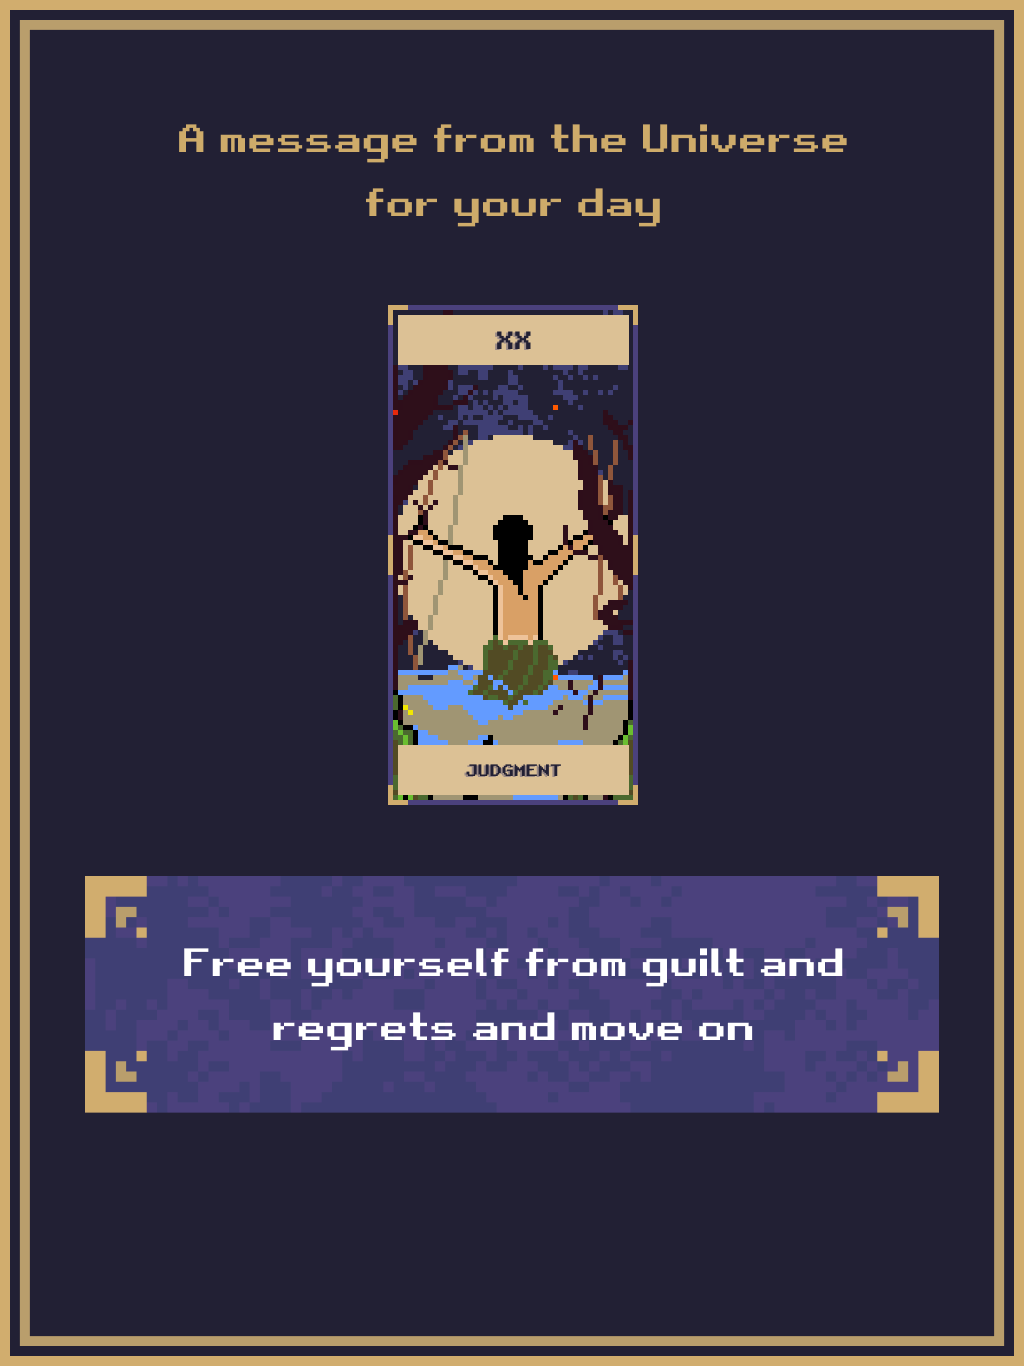 A message from the Universe
for your day
XX
JUDGMENT
Free yourself from guilt and
regrets and move on